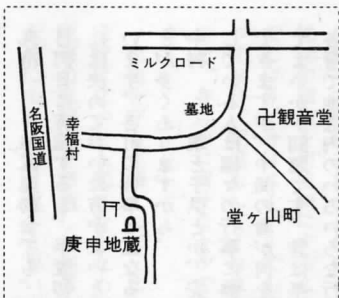 ミルクロード
名阪国道
幸福村
墓地
卍観音堂
堂ヶ山町
庚申地蔵